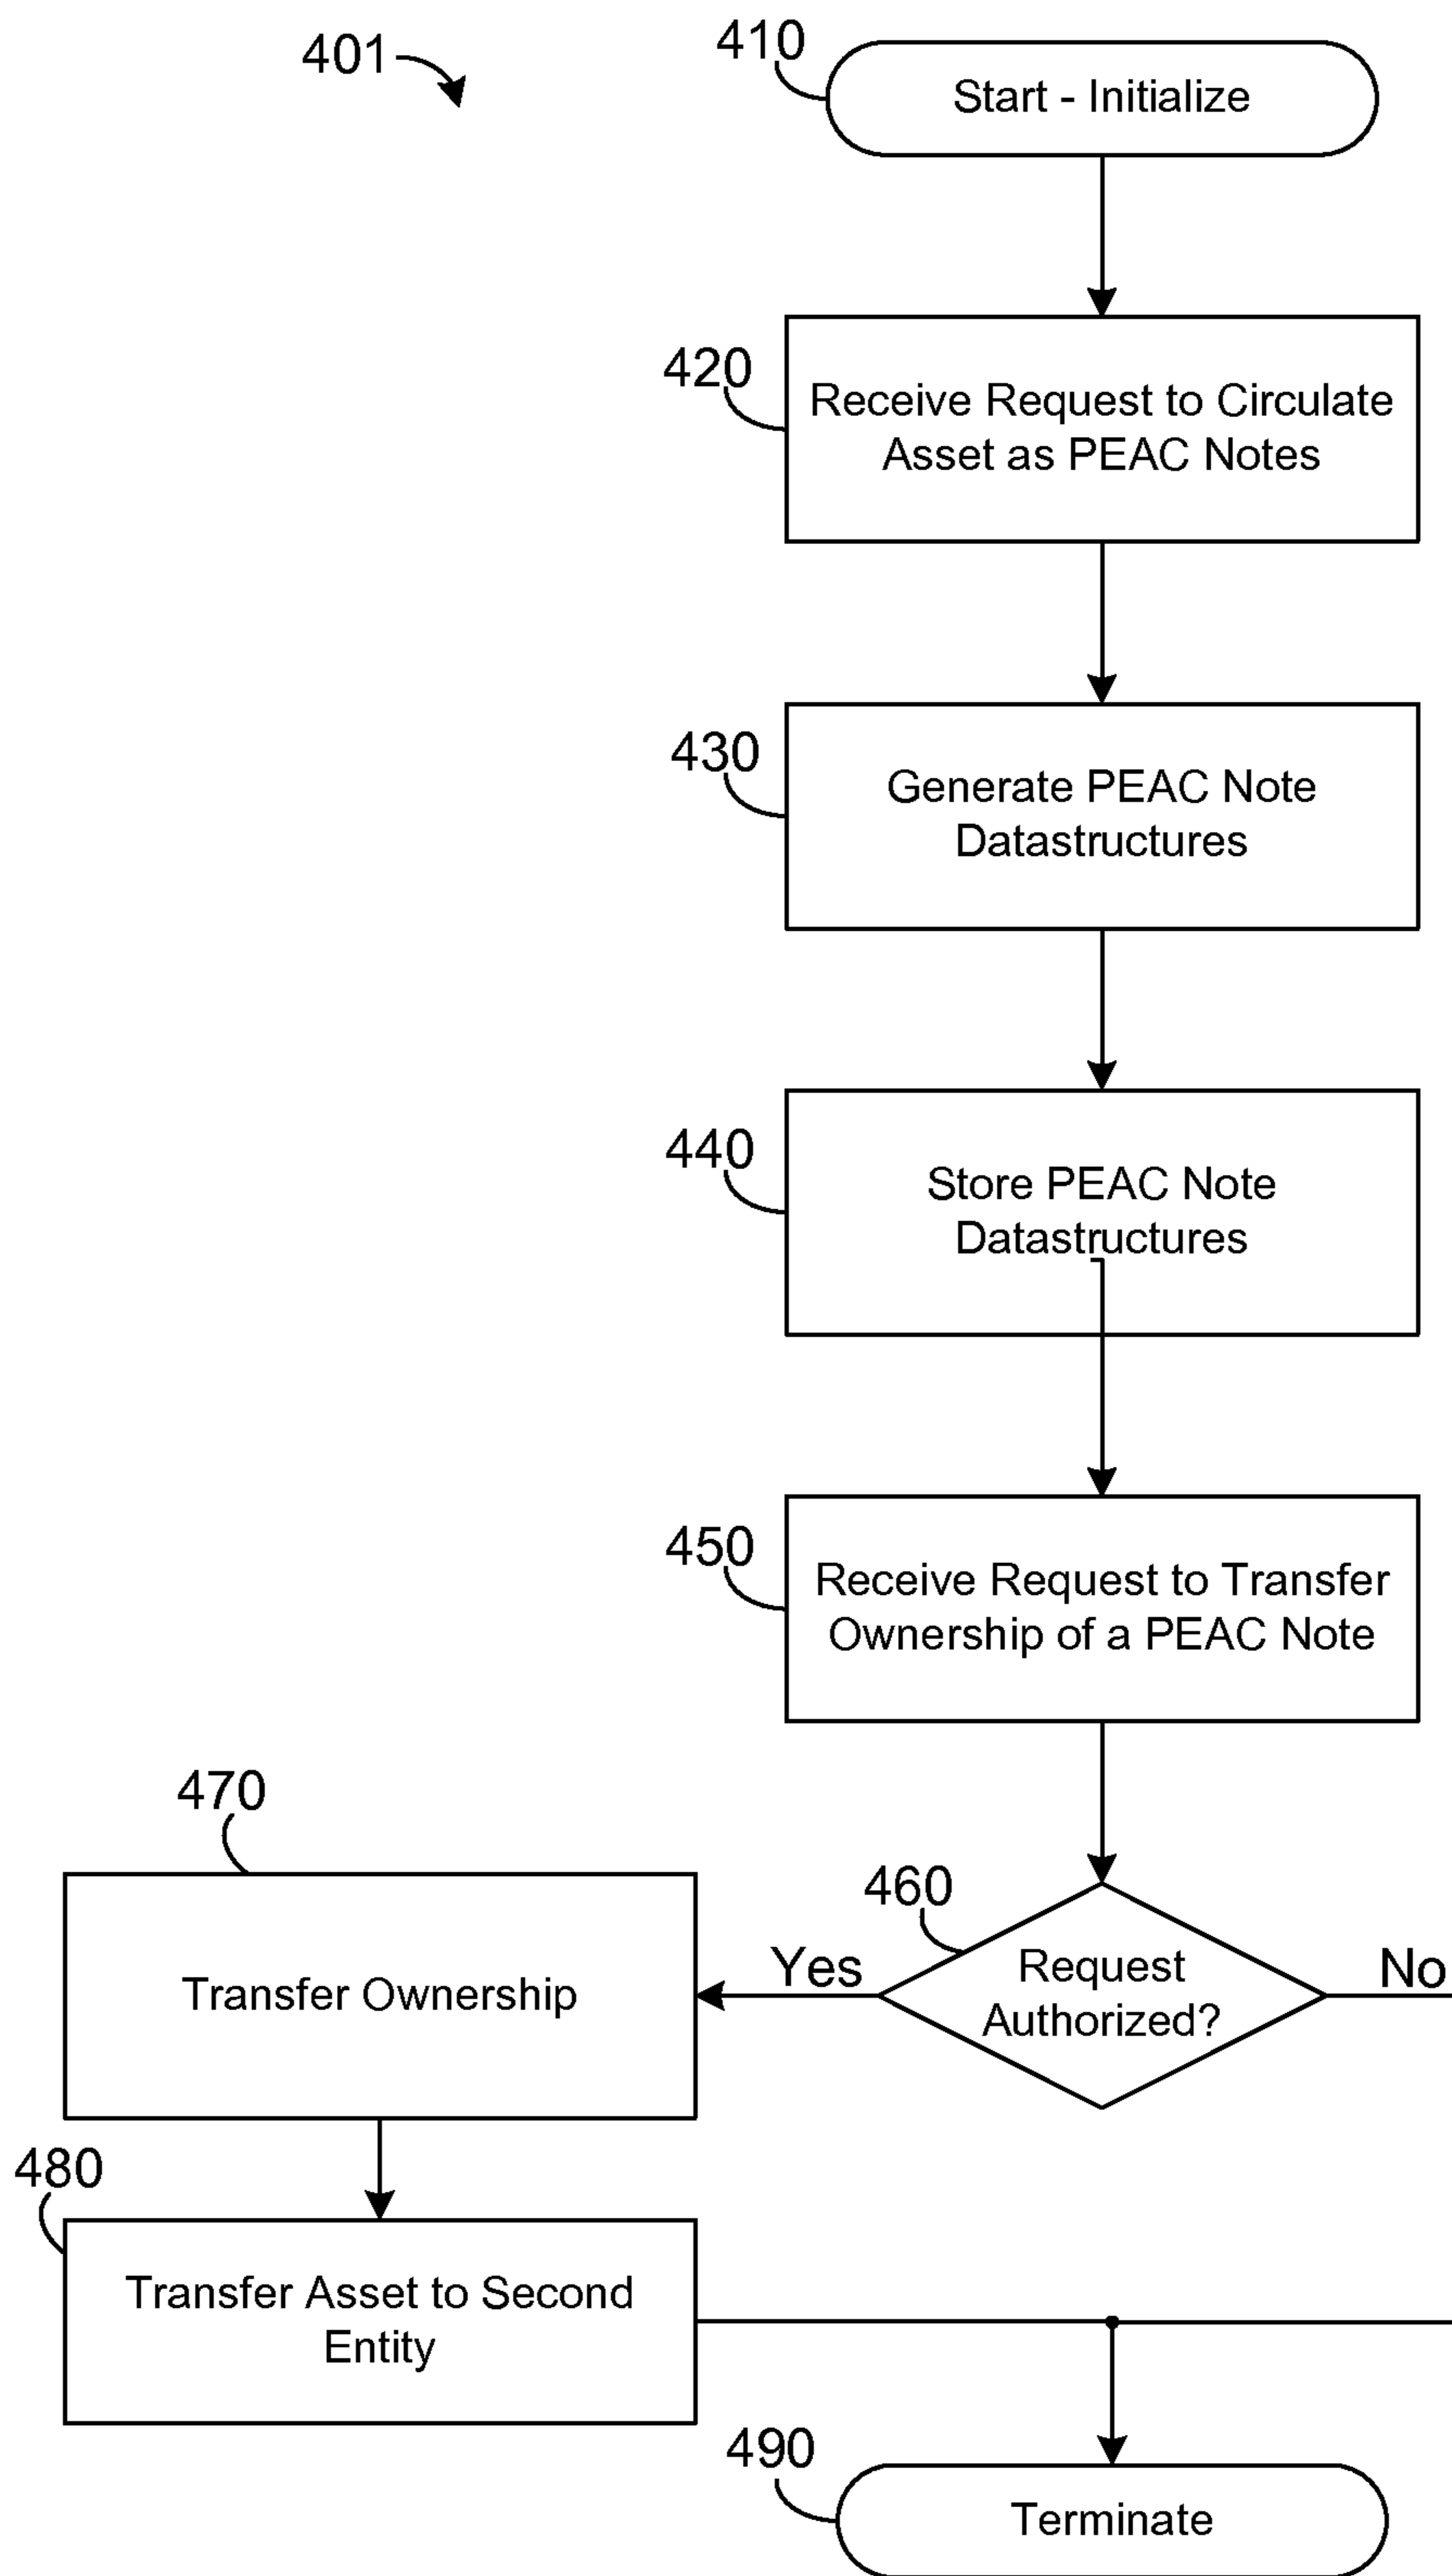 401
410
Start - Initialize
420
Receive Request to Circulate
Asset as PEAC Notes
430
Generate PEAC Note
Datastructures
440
Store PEAC Note
Datastructures
450
Receive Request to Transfer
Ownership of a PEAC Note
470
460
Transfer Ownership
Yes
Request
Authorized?
No
480
Transfer Asset to Second
Entity
490
Terminate